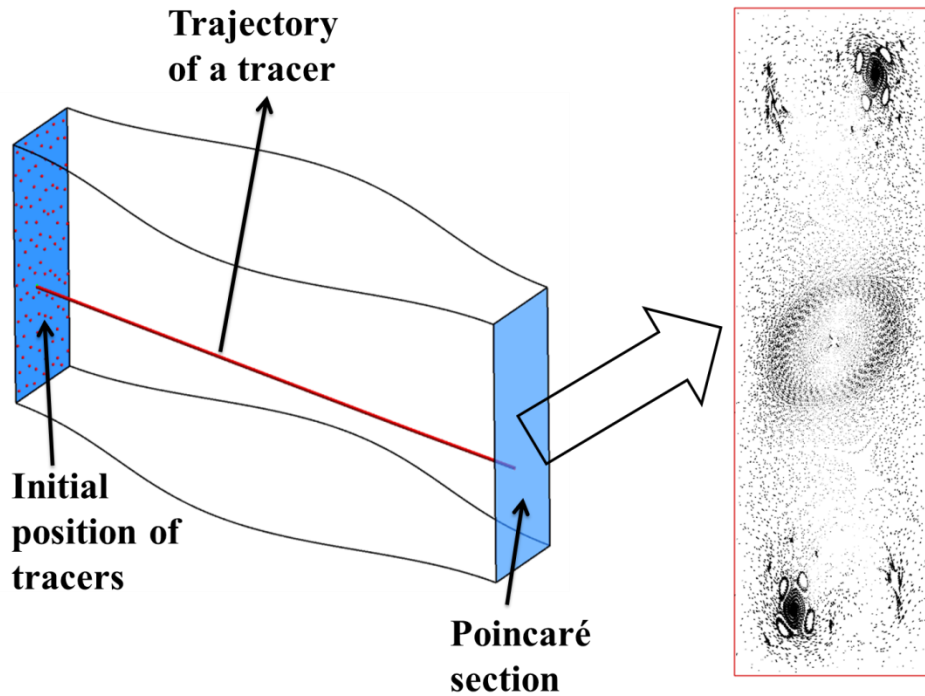 Trajectory
of a tracer
Initial
position of
tracers
Poincaré
section